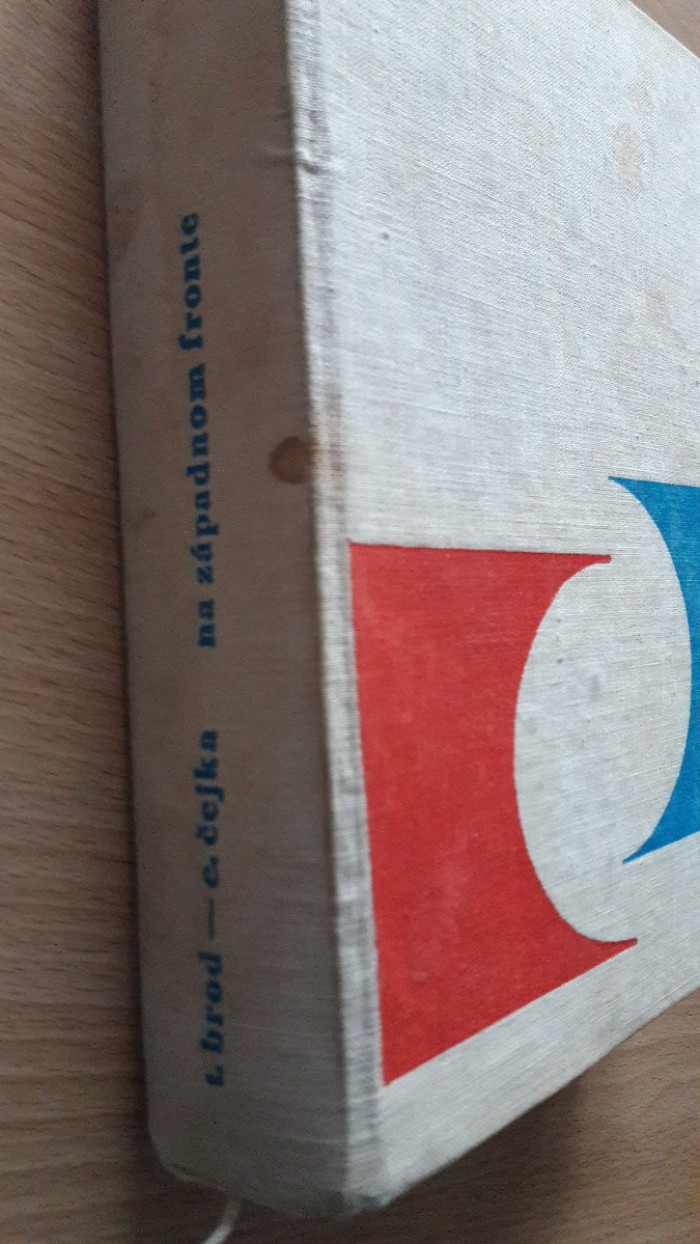 t. brod — c. čejka na západnom fronte